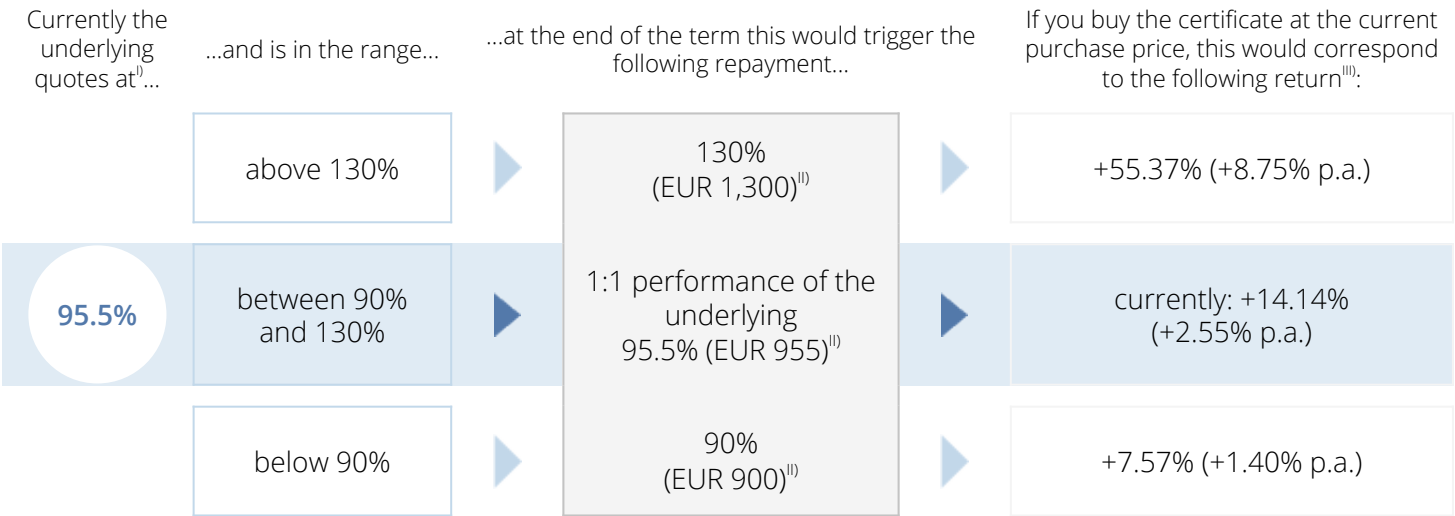 Currently the
underlying
quotes at^I)...
...and is in the range...
...at the end of the term this would trigger the
following repayment...
If you buy the certificate at the current
purchase price, this would correspond
to the following return^III):
above 130%
130%
(EUR 1,300)^II)
+55.37% (+8.75% p.a.)
95.5%
between 90%
and 130%
1:1 performance of the
underlying
95.5% (EUR 955)^II)
currently: +14.14%
(+2.55% p.a.)
below 90%
90%
(EUR 900)^II)
+7.57% (+1.40% p.a.)